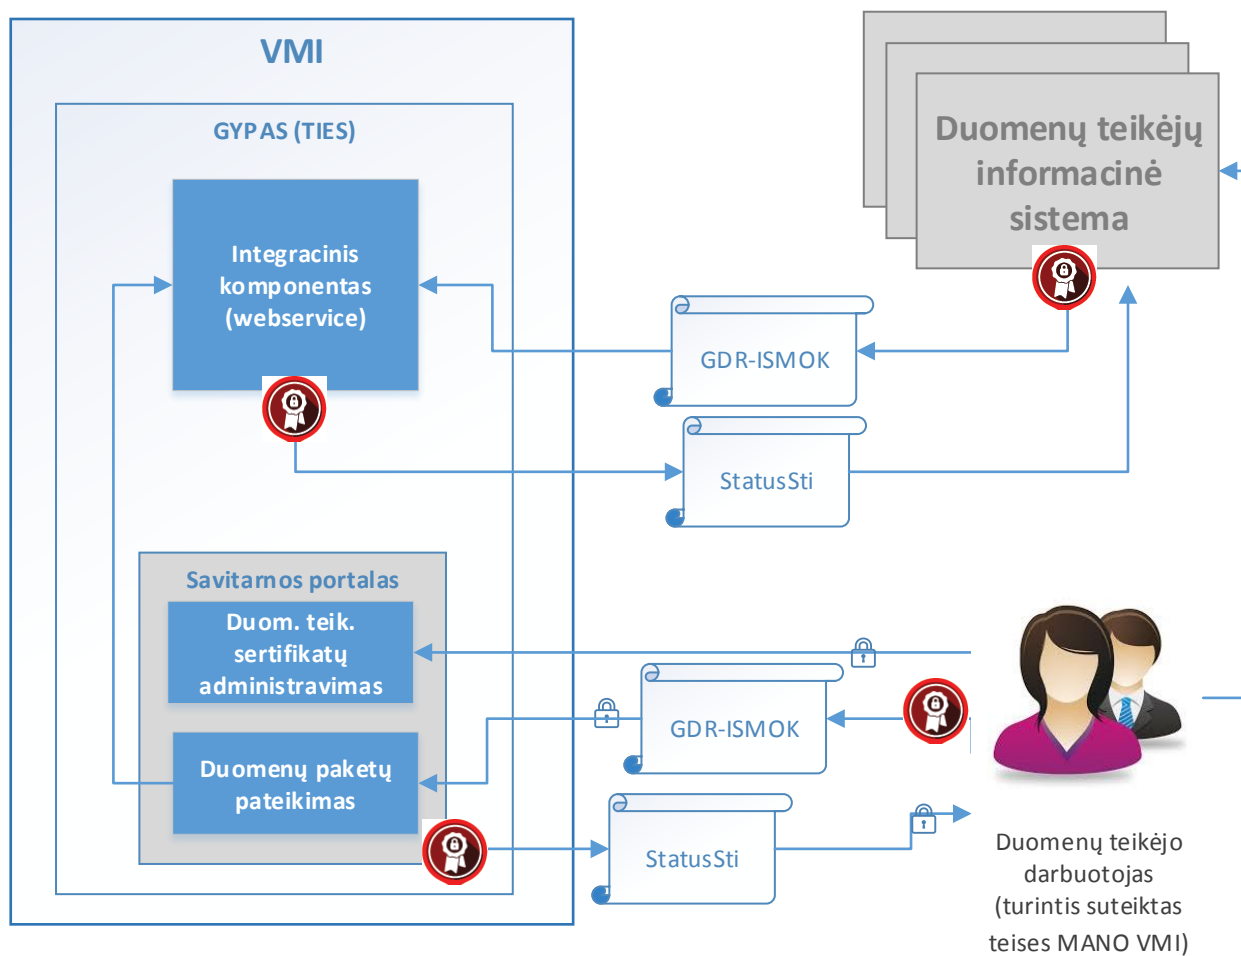 VMI
GYPAS (TIES)
Integracinis
komponentas
(webservice)
Duomenų teikėjų
informacinė
sistema
GDR-ISMOK
StatusSti
Savitarnos portalas
Duom. teik.
sertifikatų
administravimas
Duomenų paketų
pateikimas
GDR-ISMOK
StatusSti
Duomenų teikėjo
darbuotojas
(turintis suteiktas
teises MANO VMI)